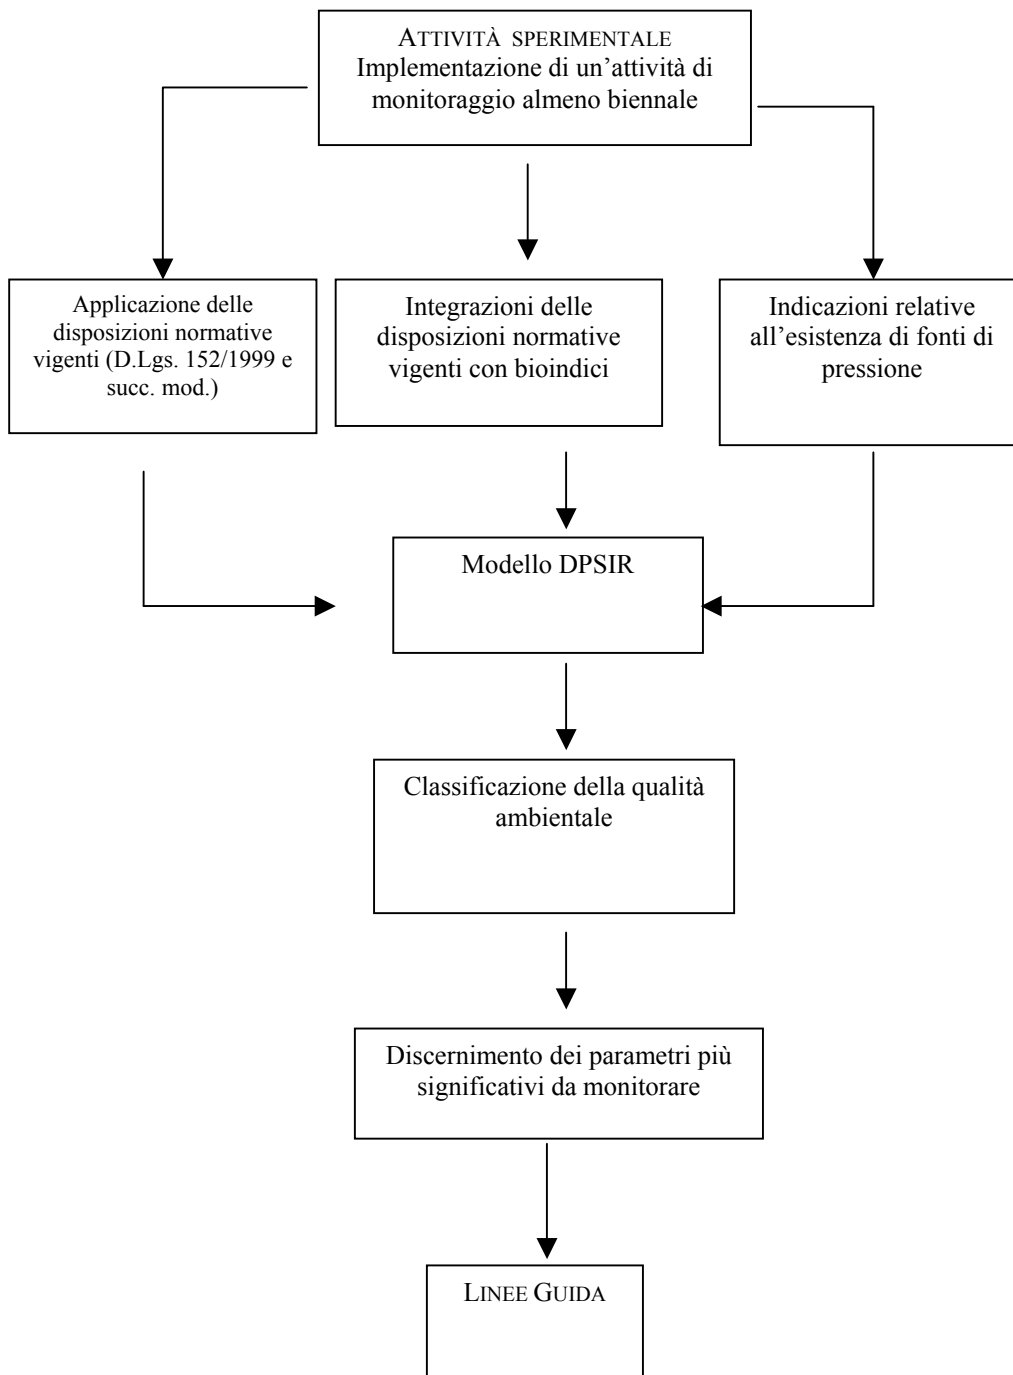 ATTIVITÀ SPERIMENTALE
Implementazione di un'attività di
monitoraggio almeno biennale
Applicazione delle
disposizioni normative
vigenti (D.Lgs. 152/1999 e
succ. mod.)
Integrazioni delle
disposizioni normative
vigenti con bioindici
Indicazioni relative
all'esistenza di fonti di
pressione
Modello DPSIR
Classificazione della qualità
ambientale
Discernimento dei parametri più
significativi da monitorare
LINEE GUIDA